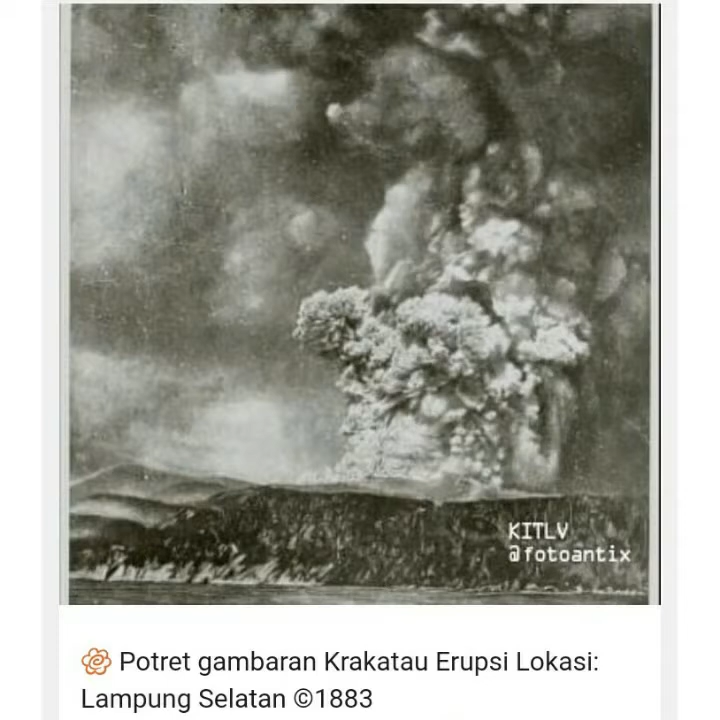 KITLV
@fotoantix
Potret gambaran Krakatau Erupsi Lokasi:
Lampung Selatan ©1883